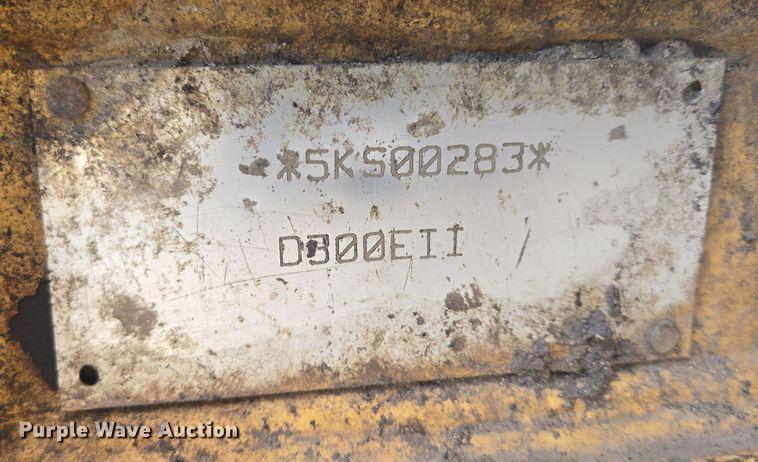 *5KS00283*
D300EII
Purple Wave Auction